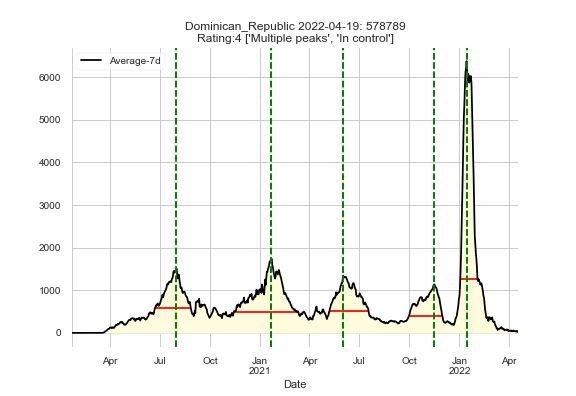 Dominican_Republic 2022-04-19: 578789
Rating:4 ['Multiple peaks', 'In control']
Average-7d
6000
5000
4000
3000
2000
1000
0
Apr Jul Oct Jan Apr Jul Oct Jan Apr
2021 2022
Date